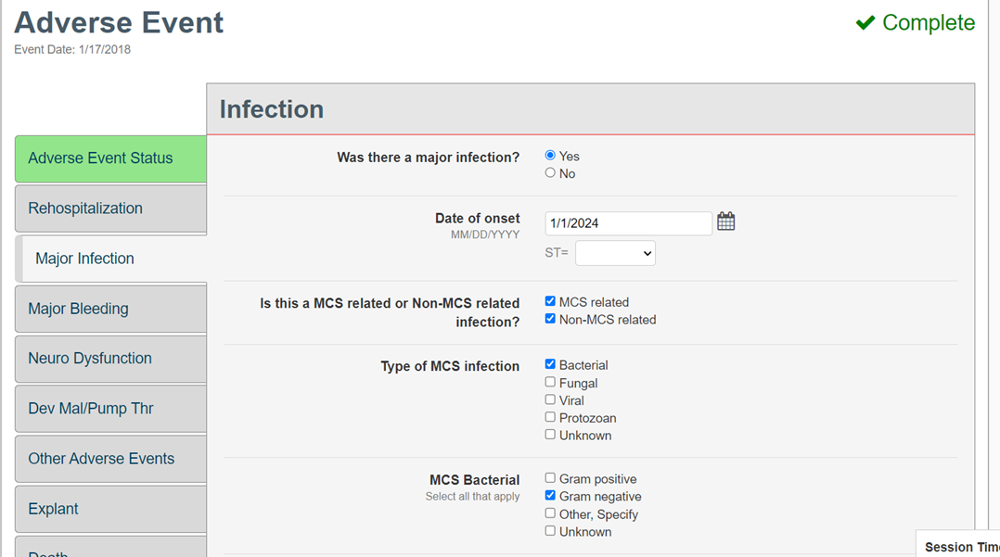 Adverse Event
Complete
Event Date: 1/17/2018
Infection
Adverse Event Status
Rehospitalization
Major Infection
Major Bleeding
Neuro Dysfunction
Dev Mal/Pump Thr
Other Adverse Events
Explant
Death
Was there a major infection?
Yes
No
Date of onset
MM/DD/YYYY
1/1/2024
ST=
Is this a MCS related or Non-MCS related
infection?
MCS related
Non-MCS related
Type of MCS infection
Bacterial
Fungal
Viral
Protozoan
Unknown
MCS Bacterial
Select all that apply
Gram positive
Gram negative
Other, Specify
Unknown
Session Time